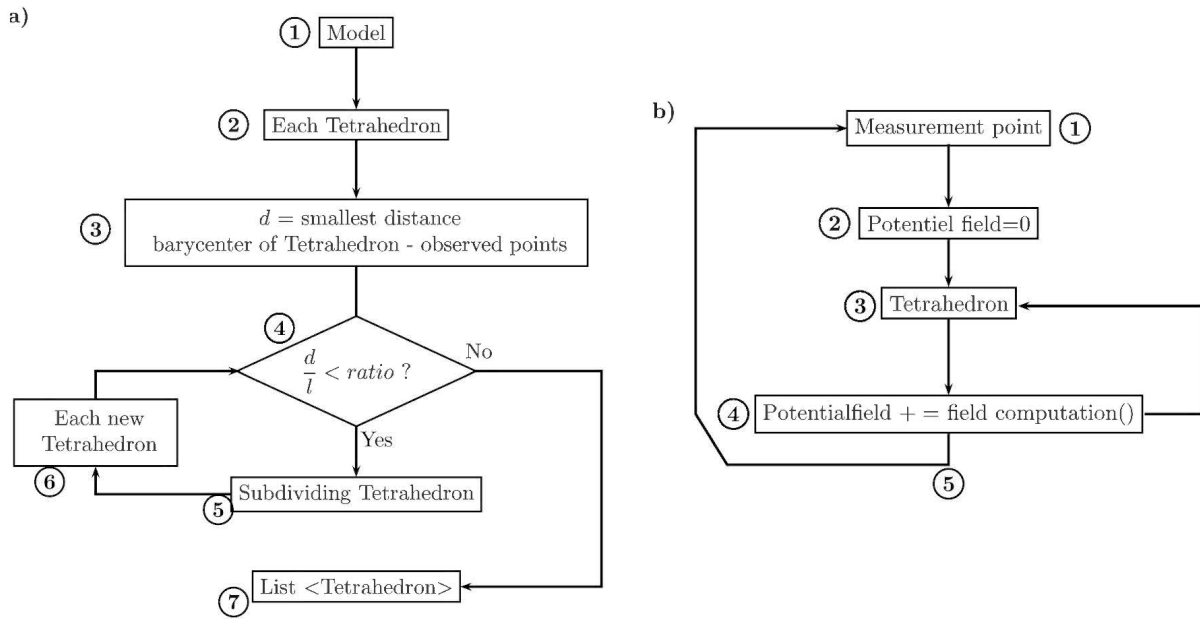 a)
1 Model
2 Each Tetrahedron
3 d = smallest distance
barycenter of Tetrahedron - observed points
4
d/l < ratio ?
No
Yes
Each new
Tetrahedron
6
5 Subdividing Tetrahedron
7 List <Tetrahedron>
b)
Measurement point 1
2 Potentiel field=0
3 Tetrahedron
4 Potentialfield + = field computation()
5